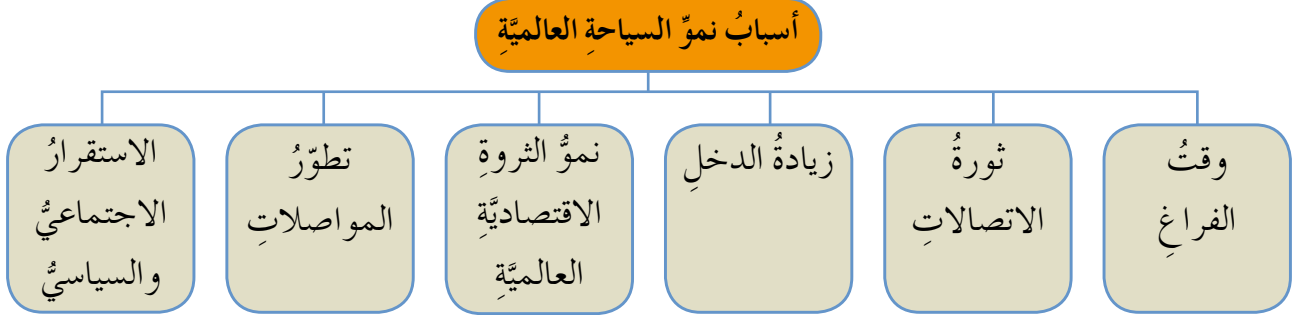 أسبابُ نموِّ السياحةِ العالميَّةِ
وقتُ
الفراغِ
ثورةُ
الاتصالاتِ
زيادةُ الدخلِ
نموُّ الثروةِ
الاقتصاديَّةِ
العالميَّةِ
تطوّرُ
المواصلاتِ
الاستقرارُ
الاجتماعيُّ
والسياسيُّ